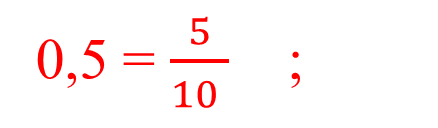 0,5 = 5/10 ;